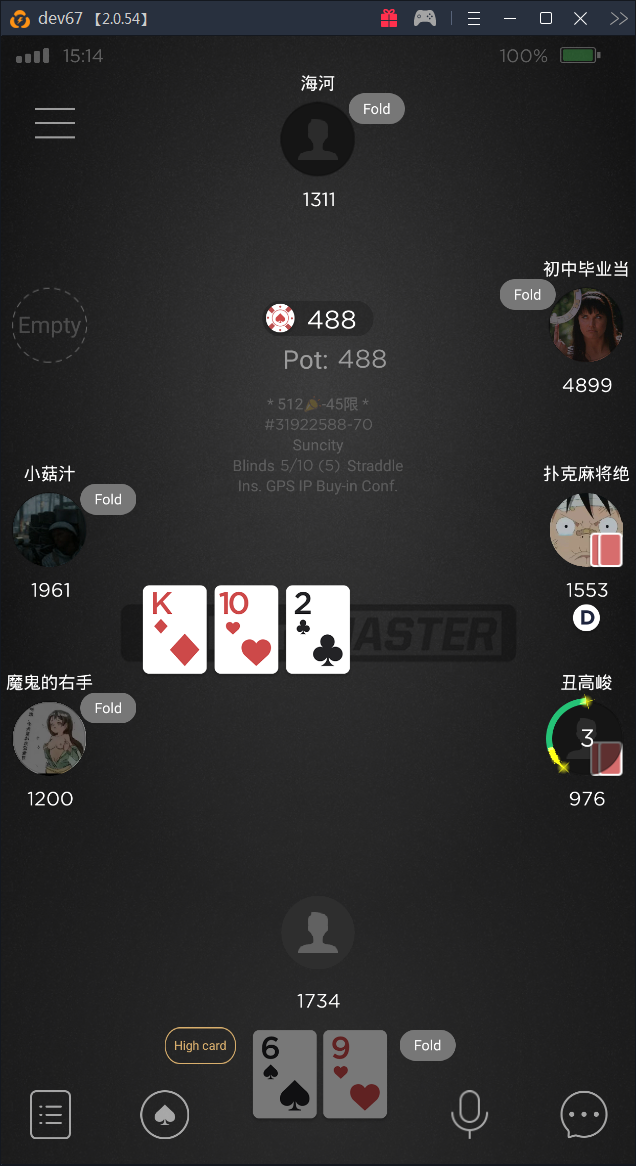 dev67 【2.0.54】
15:14
100%
海河
Fold
1311
初中毕业当
Fold
4899
Empty
488
Pot: 488
* 512 -45限 *
#31922588-70
Suncity
Blinds 5/10 (5) Straddle
Ins. GPS IP Buy-in Conf.
小菇汁
Fold
1961
扑克麻将绝
1553
D
K
10
2
MASTER
魔鬼的右手
Fold
1200
丑高峻
3
976
1734
High card
6
9
Fold